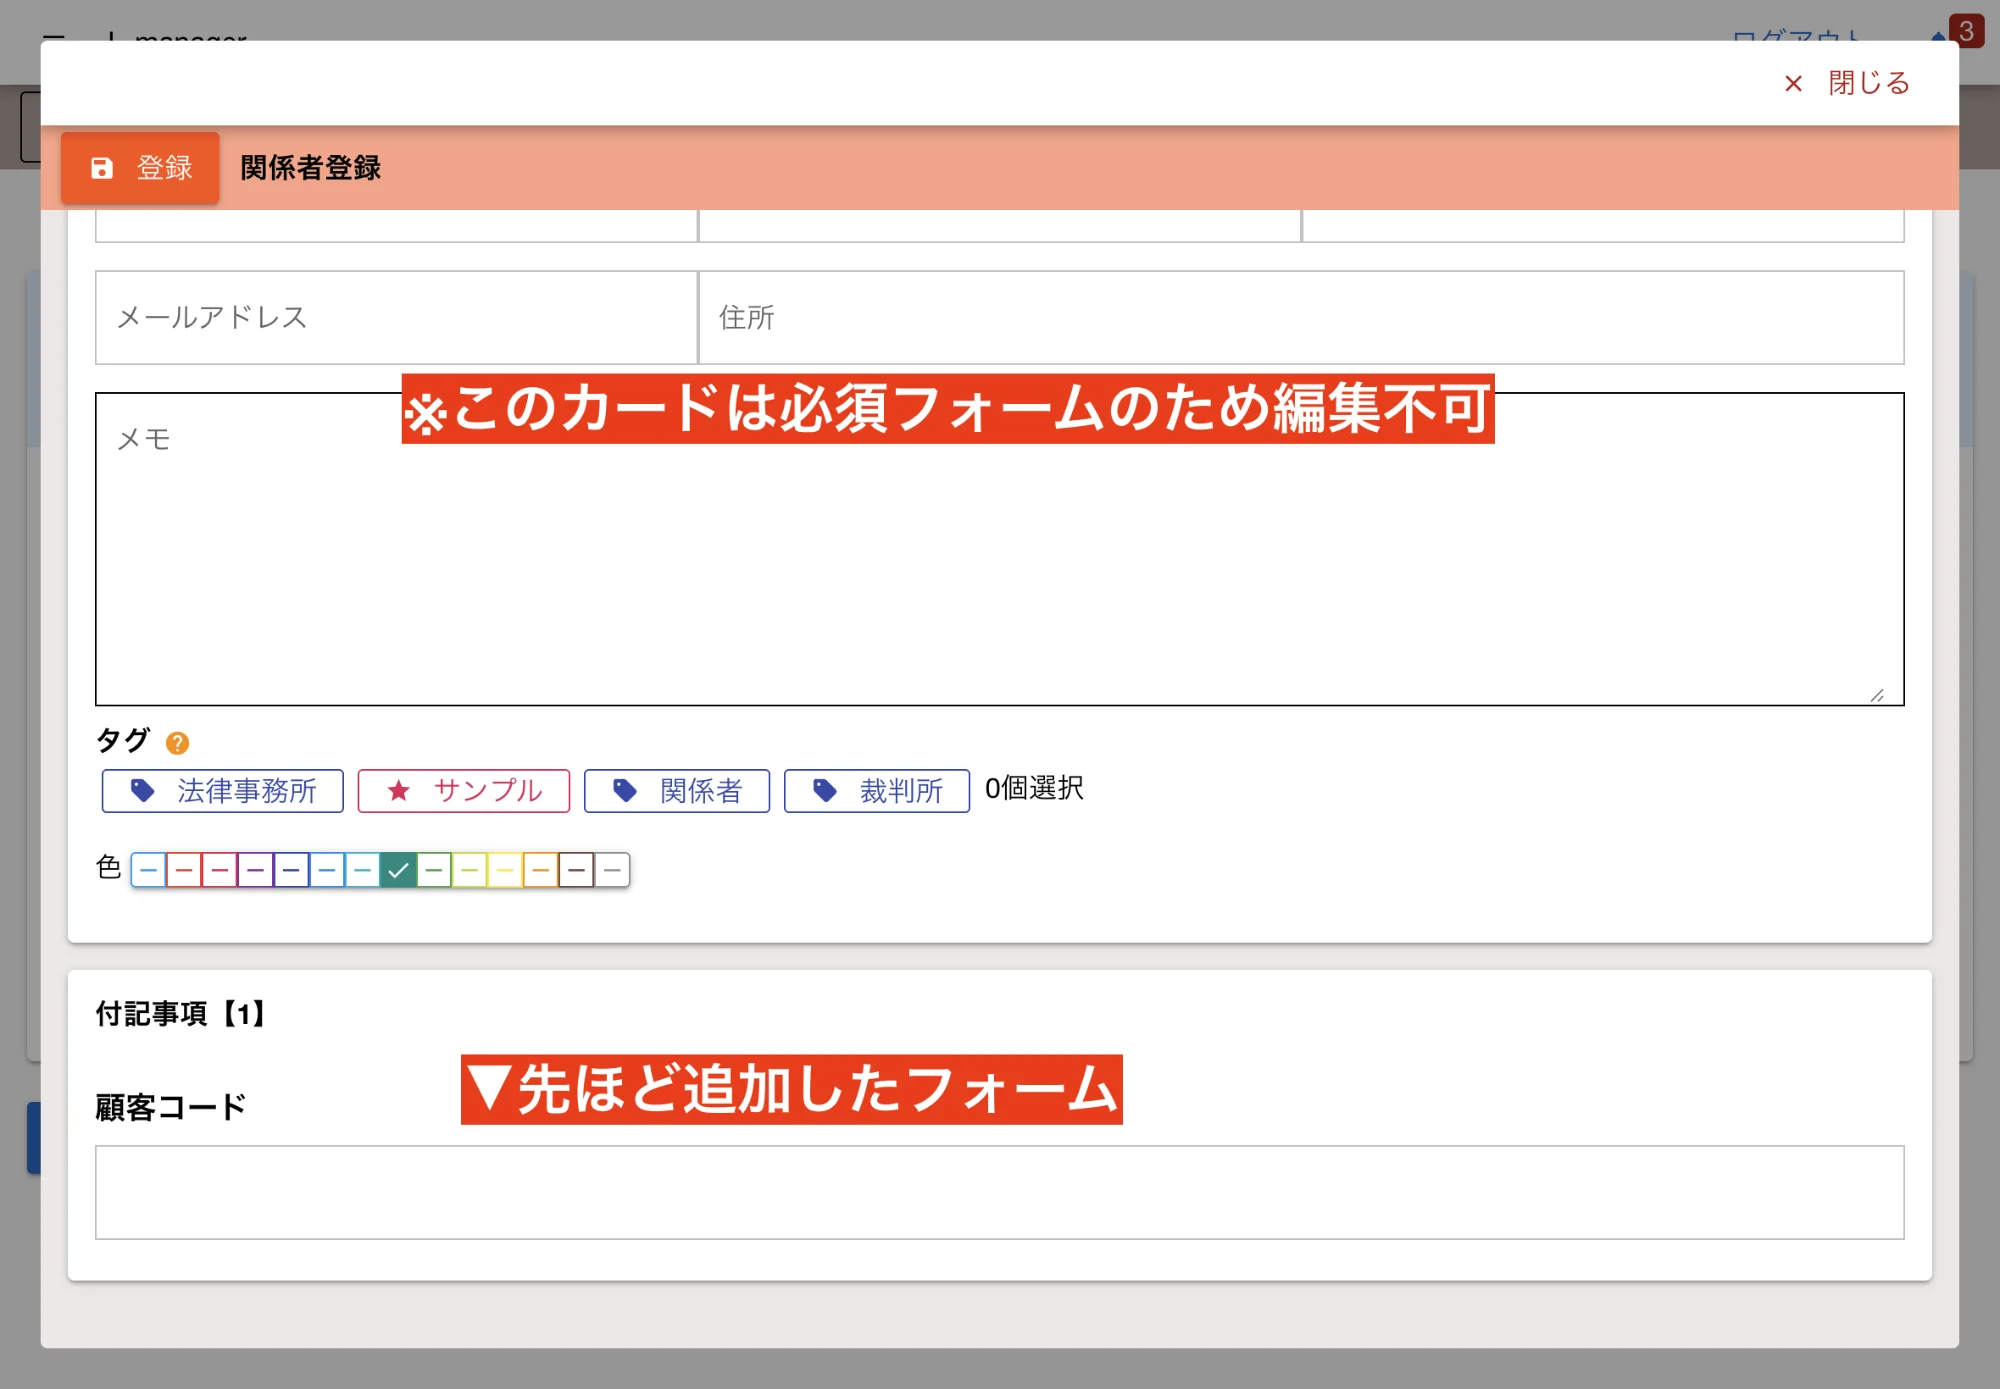 3
閉じる
登録 関係者登録
メールアドレス 住所
※このカードは必須フォームのため編集不可
メモ
タグ ?
法律事務所 サンプル 関係者 裁判所 0個選択
色
付記事項【1】
▼先ほど追加したフォーム
顧客コード